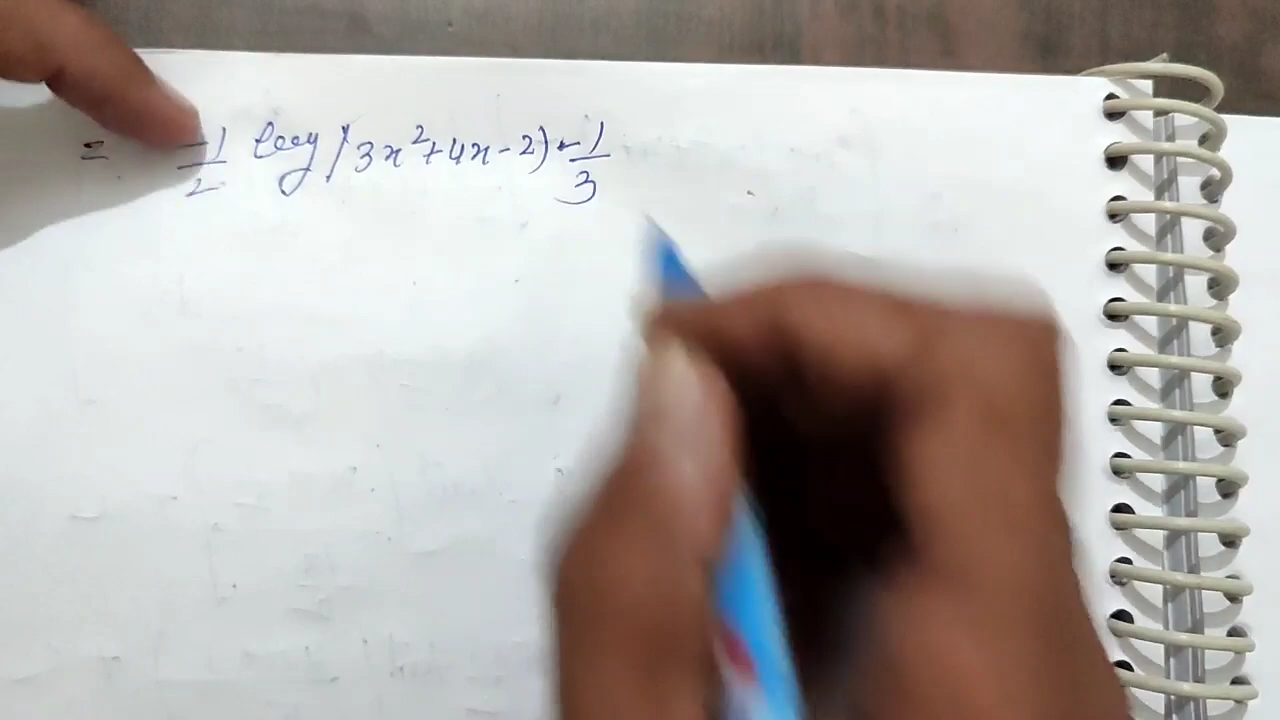 = -1/2 log |3x²+4x-2) - 1/3